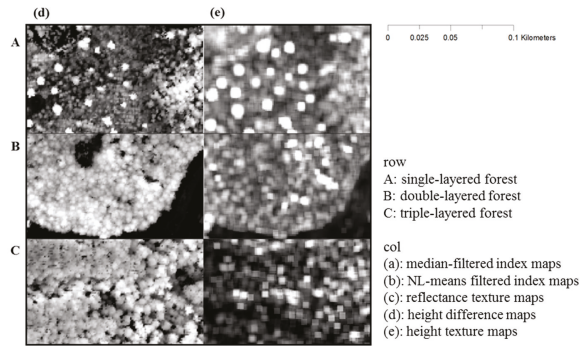 (d) (e)
A
B
C
0 0.025 0.05 0.1 Kilometers
row
A: single-layered forest
B: double-layered forest
C: triple-layered forest
col
(a): median-filtered index maps
(b): NL-means filtered index maps
(c): reflectance texture maps
(d): height difference maps
(e): height texture maps